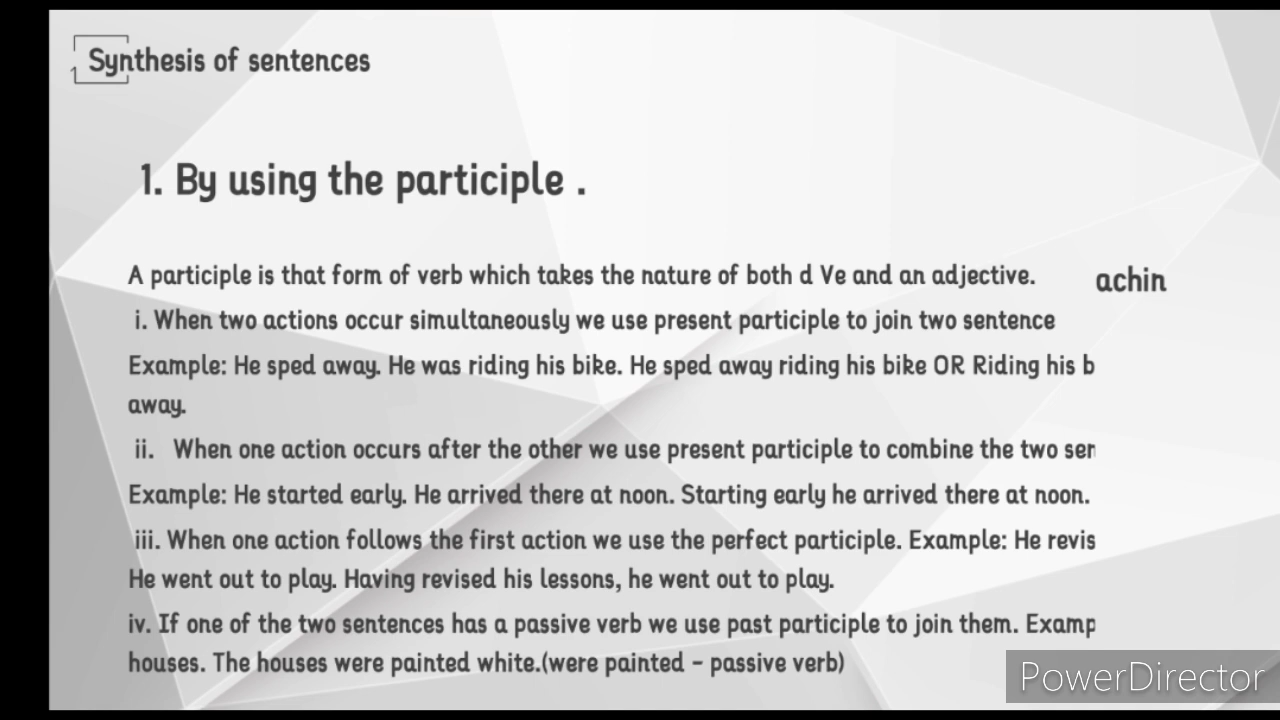 Synthesis of sentences
1. By using the participle .
A participle is that form of verb which takes the nature of both d Ve and an adjective.
achin
i. When two actions occur simultaneously we use present participle to join two sentence
Example: He sped away. He was riding his bike. He sped away riding his bike OR Riding his b
away.
ii. When one action occurs after the other we use present participle to combine the two sen
Example: He started early. He arrived there at noon. Starting early he arrived there at noon.
iii. When one action follows the first action we use the perfect participle. Example: He revis
He went out to play. Having revised his lessons, he went out to play.
iv. If one of the two sentences has a passive verb we use past participle to join them. Examp
houses. The houses were painted white.(were painted - passive verb)
PowerDirector